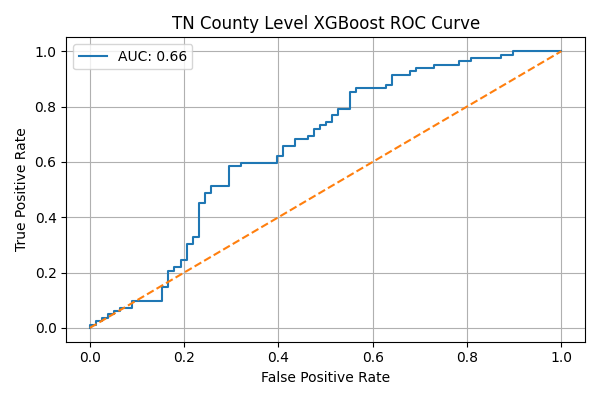 TN County Level XGBoost ROC Curve
AUC: 0.66
True Positive Rate
1.0
0.8
0.6
0.4
0.2
0.0
0.0 0.2 0.4 0.6 0.8 1.0
False Positive Rate